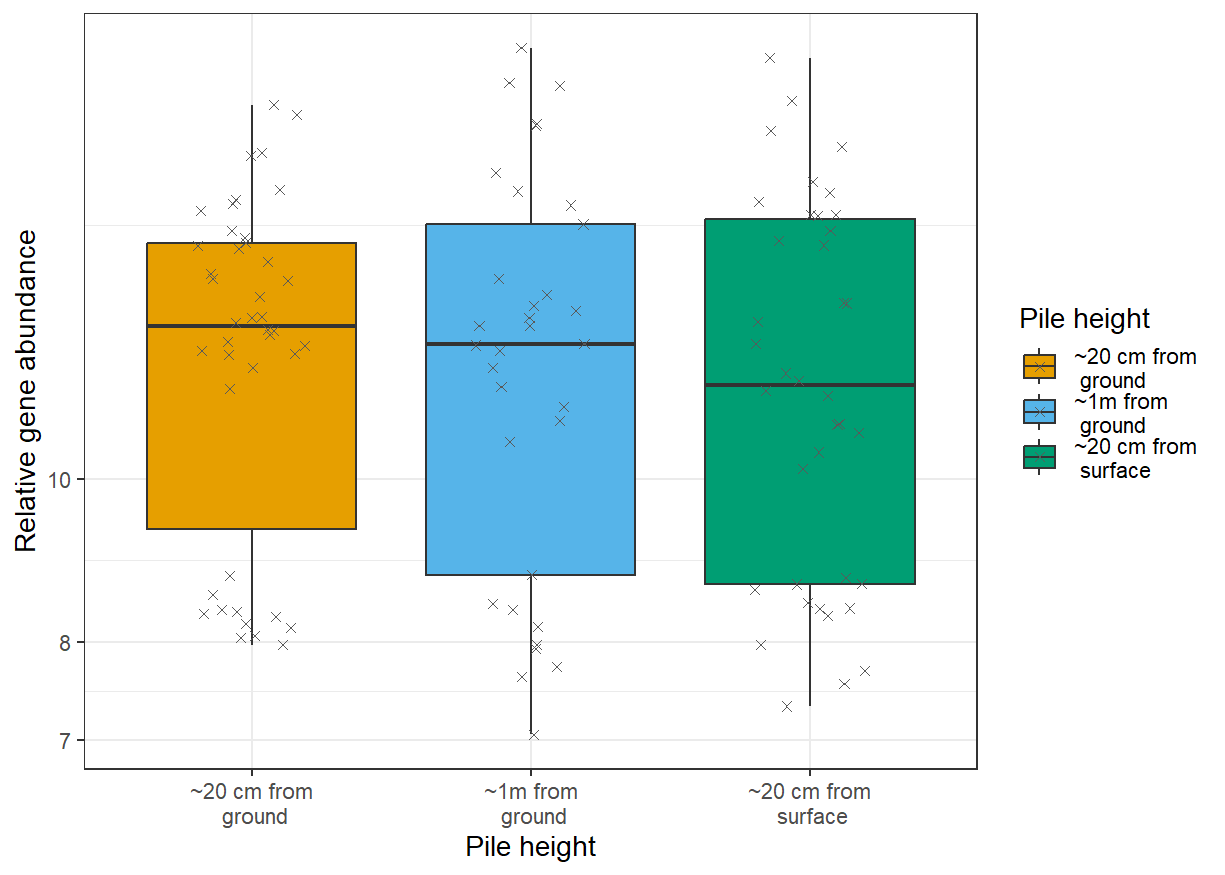 Relative gene abundance
10
8
7
~20 cm from
ground
~1m from
ground
~20 cm from
surface
Pile height
Pile height
~20 cm from
ground
~1m from
ground
~20 cm from
surface